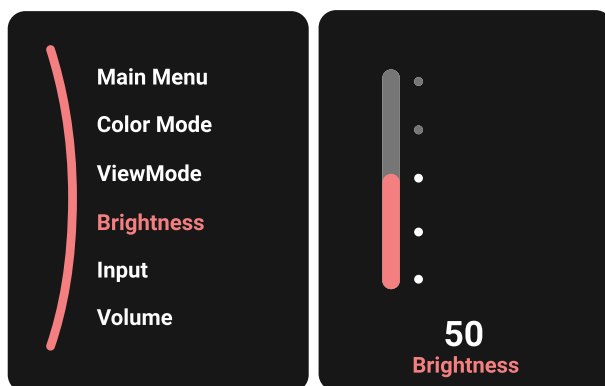 Main Menu
Color Mode
ViewMode
Brightness
Input
Volume
50
Brightness